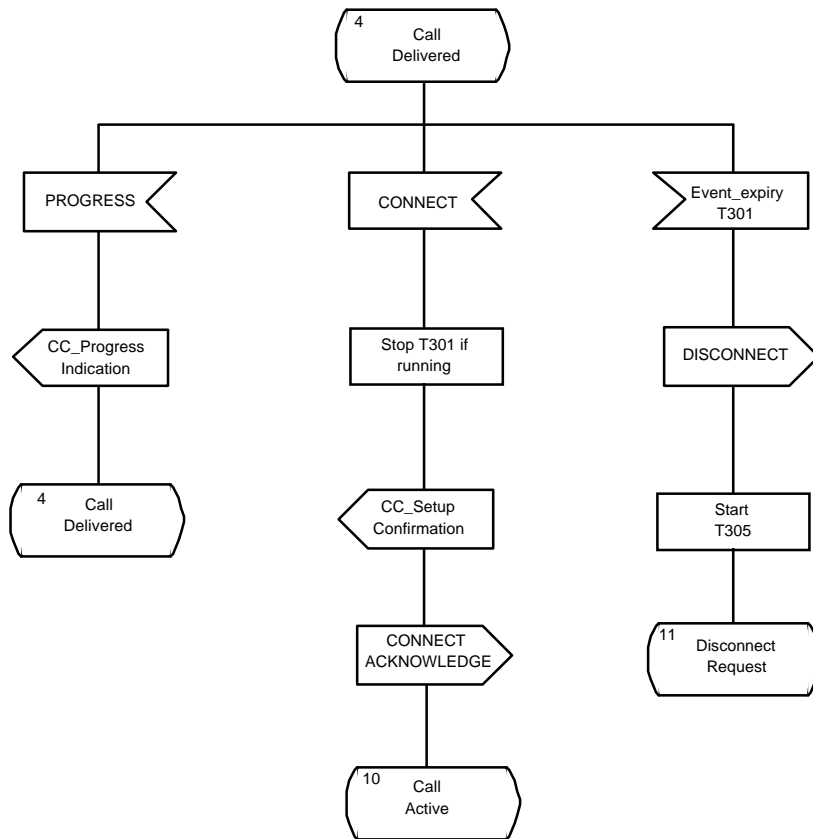 4
Call
Delivered
PROGRESS
CONNECT
Event_expiry
T301
CC_Progress
Indication
Stop T301 if
running
DISCONNECT
4
Call
Delivered
CC_Setup
Confirmation
Start
T305
CONNECT
ACKNOWLEDGE
11
Disconnect
Request
10
Call
Active